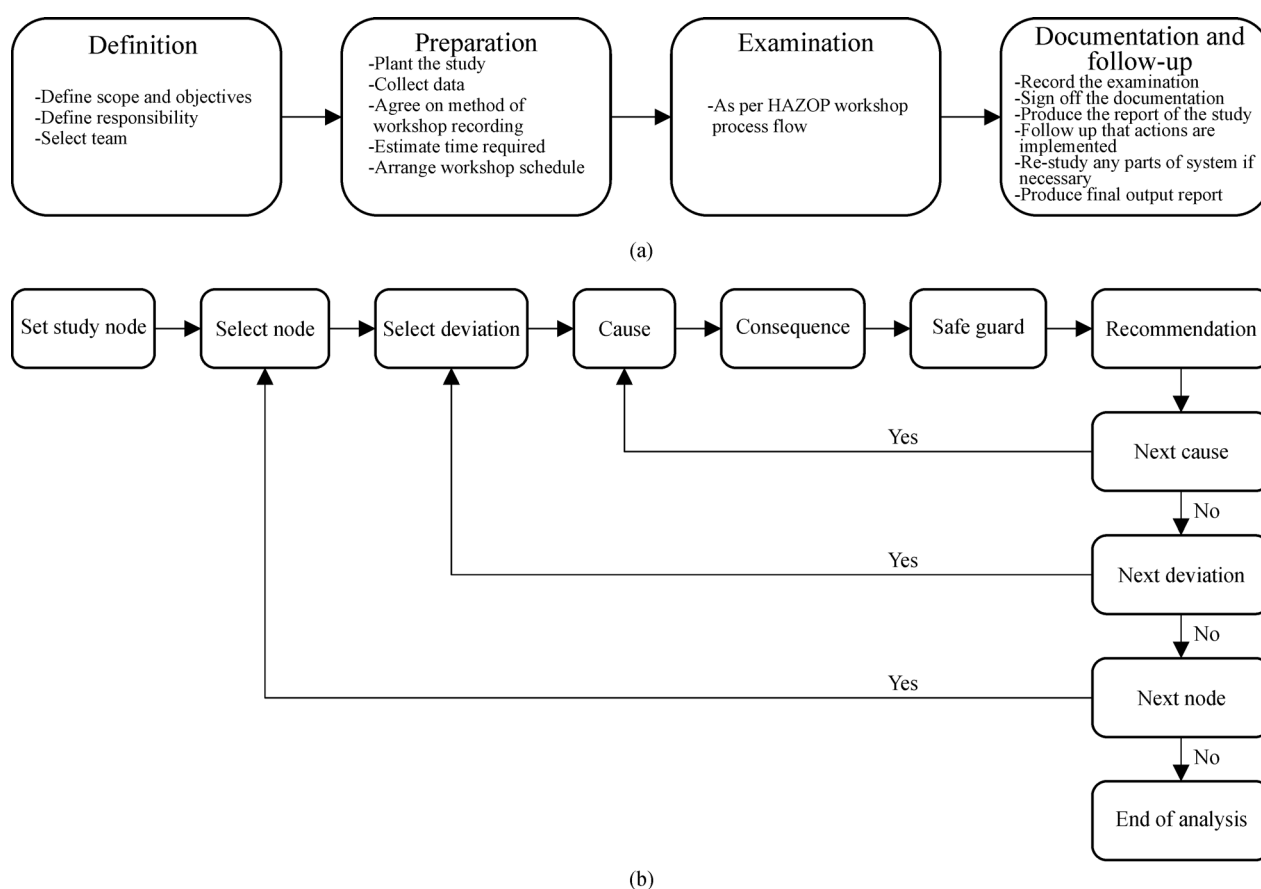 Definition
-Define scope and objectives
-Define responsibility
-Select team
Preparation
-Plant the study
-Collect data
-Agree on method of
workshop recording
-Estimate time required
-Arrange workshop schedule
Examination
-As per HAZOP workshop
process flow
Documentation and
follow-up
-Record the examination
-Sign off the documentation
-Produce the report of the study
-Follow up that actions are
implemented
-Re-study any parts of system if
necessary
-Produce final output report
(a)
Set study node
Select node
Select deviation
Cause
Consequence
Safe guard
Recommendation
Yes
Next cause
No
Yes
Next deviation
No
Yes
Next node
No
End of analysis
(b)